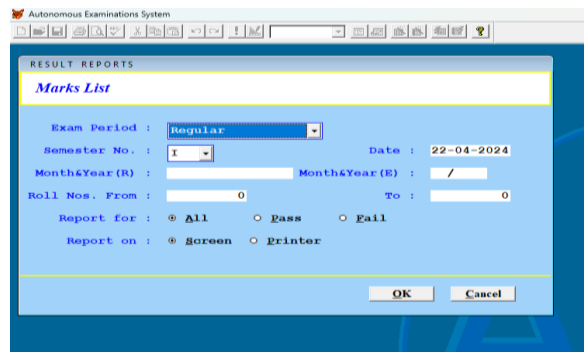 Autonomous Examinations System
RESULT REPORTS
Marks List
Exam Period : Regular
Semester No. : I Date : 22-04-2024
Month&Year(R) : Month&Year(E) : /
Roll Nos. From : 0 To : 0
Report for : All Pass Fail
Report on : Screen Printer
OK Cancel